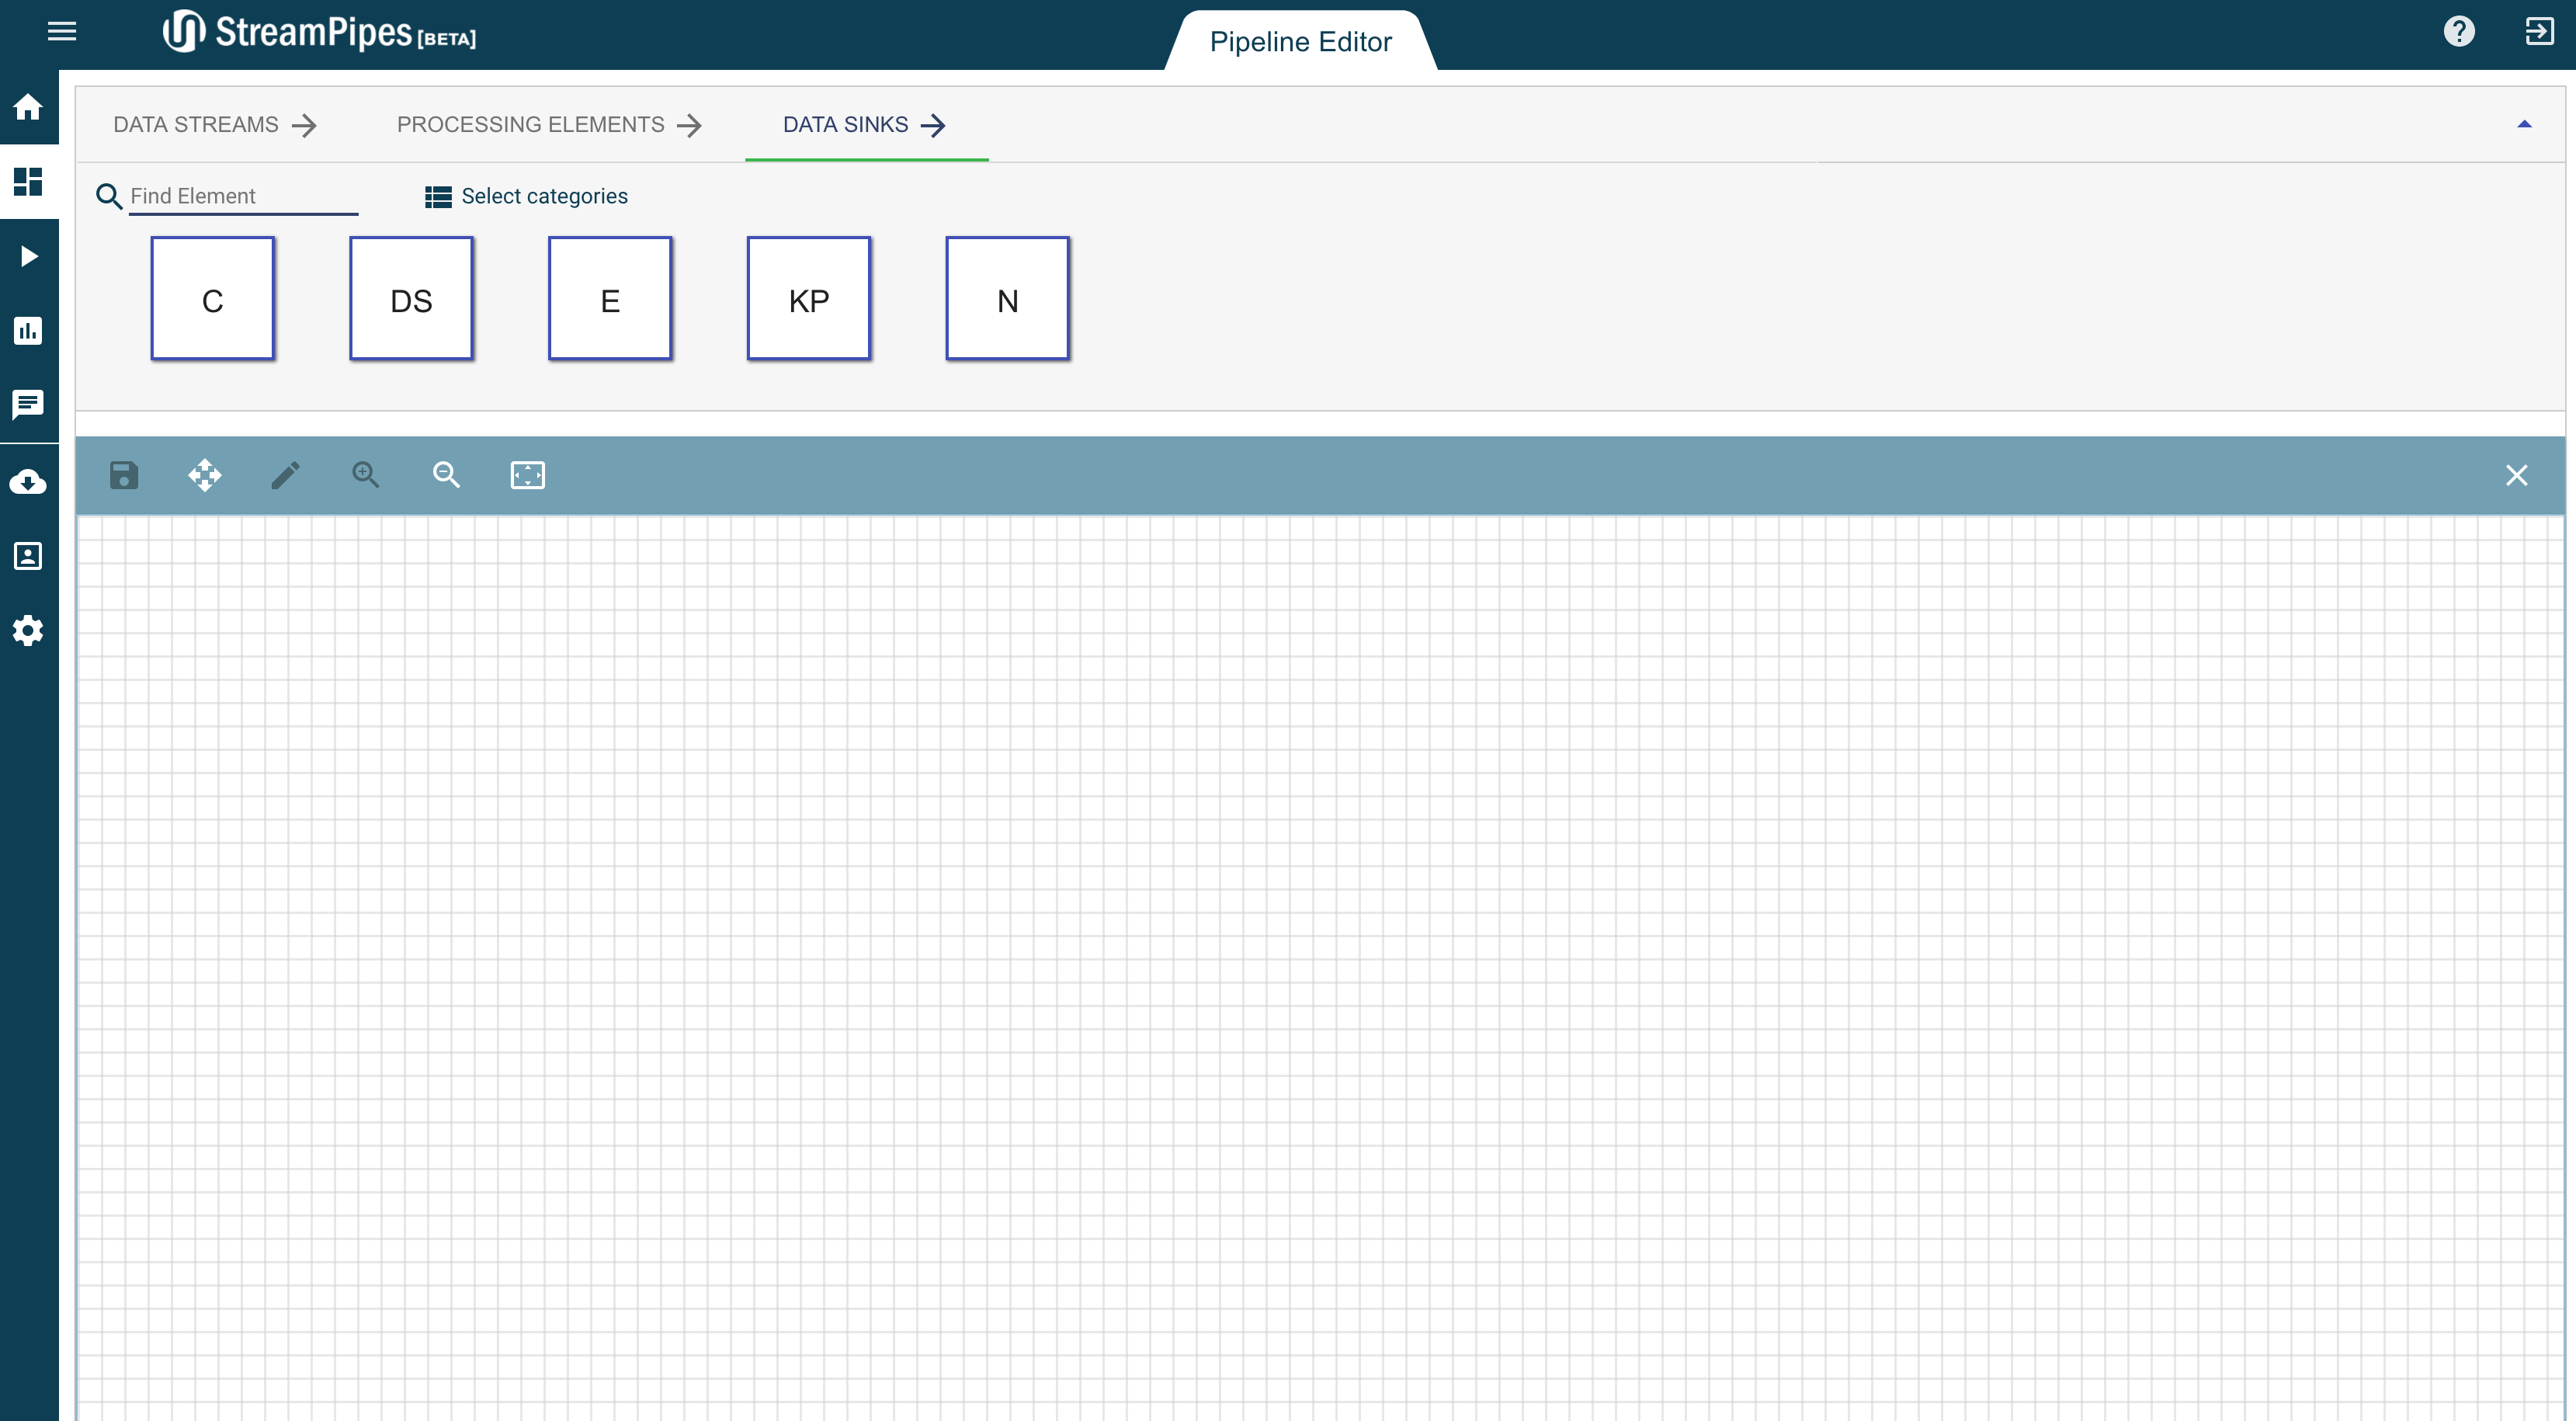 StreamPipes [BETA]
Pipeline Editor
DATA STREAMS
PROCESSING ELEMENTS
DATA SINKS
Find Element
Select categories
C
DS
E
KP
N